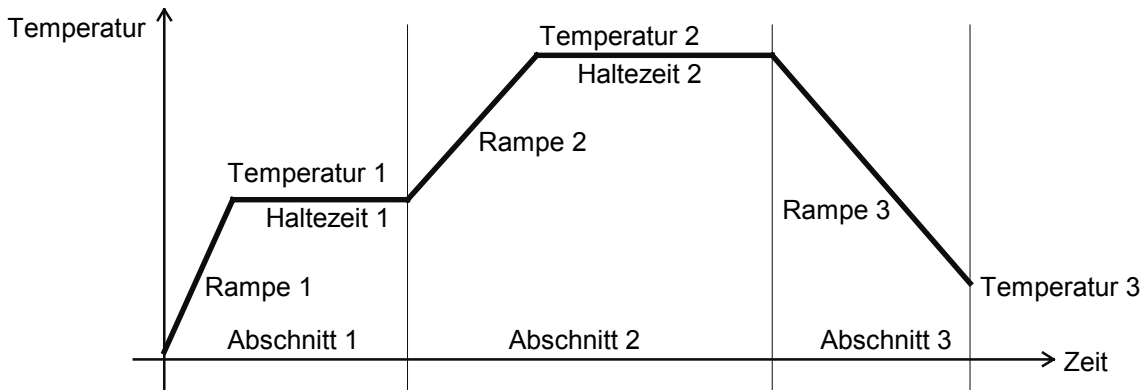 Temperatur
Temperatur 2
Haltezeit 2
Rampe 2
Temperatur 1
Haltezeit 1
Rampe 3
Rampe 1
Temperatur 3
Abschnitt 1
Abschnitt 2
Abschnitt 3
Zeit